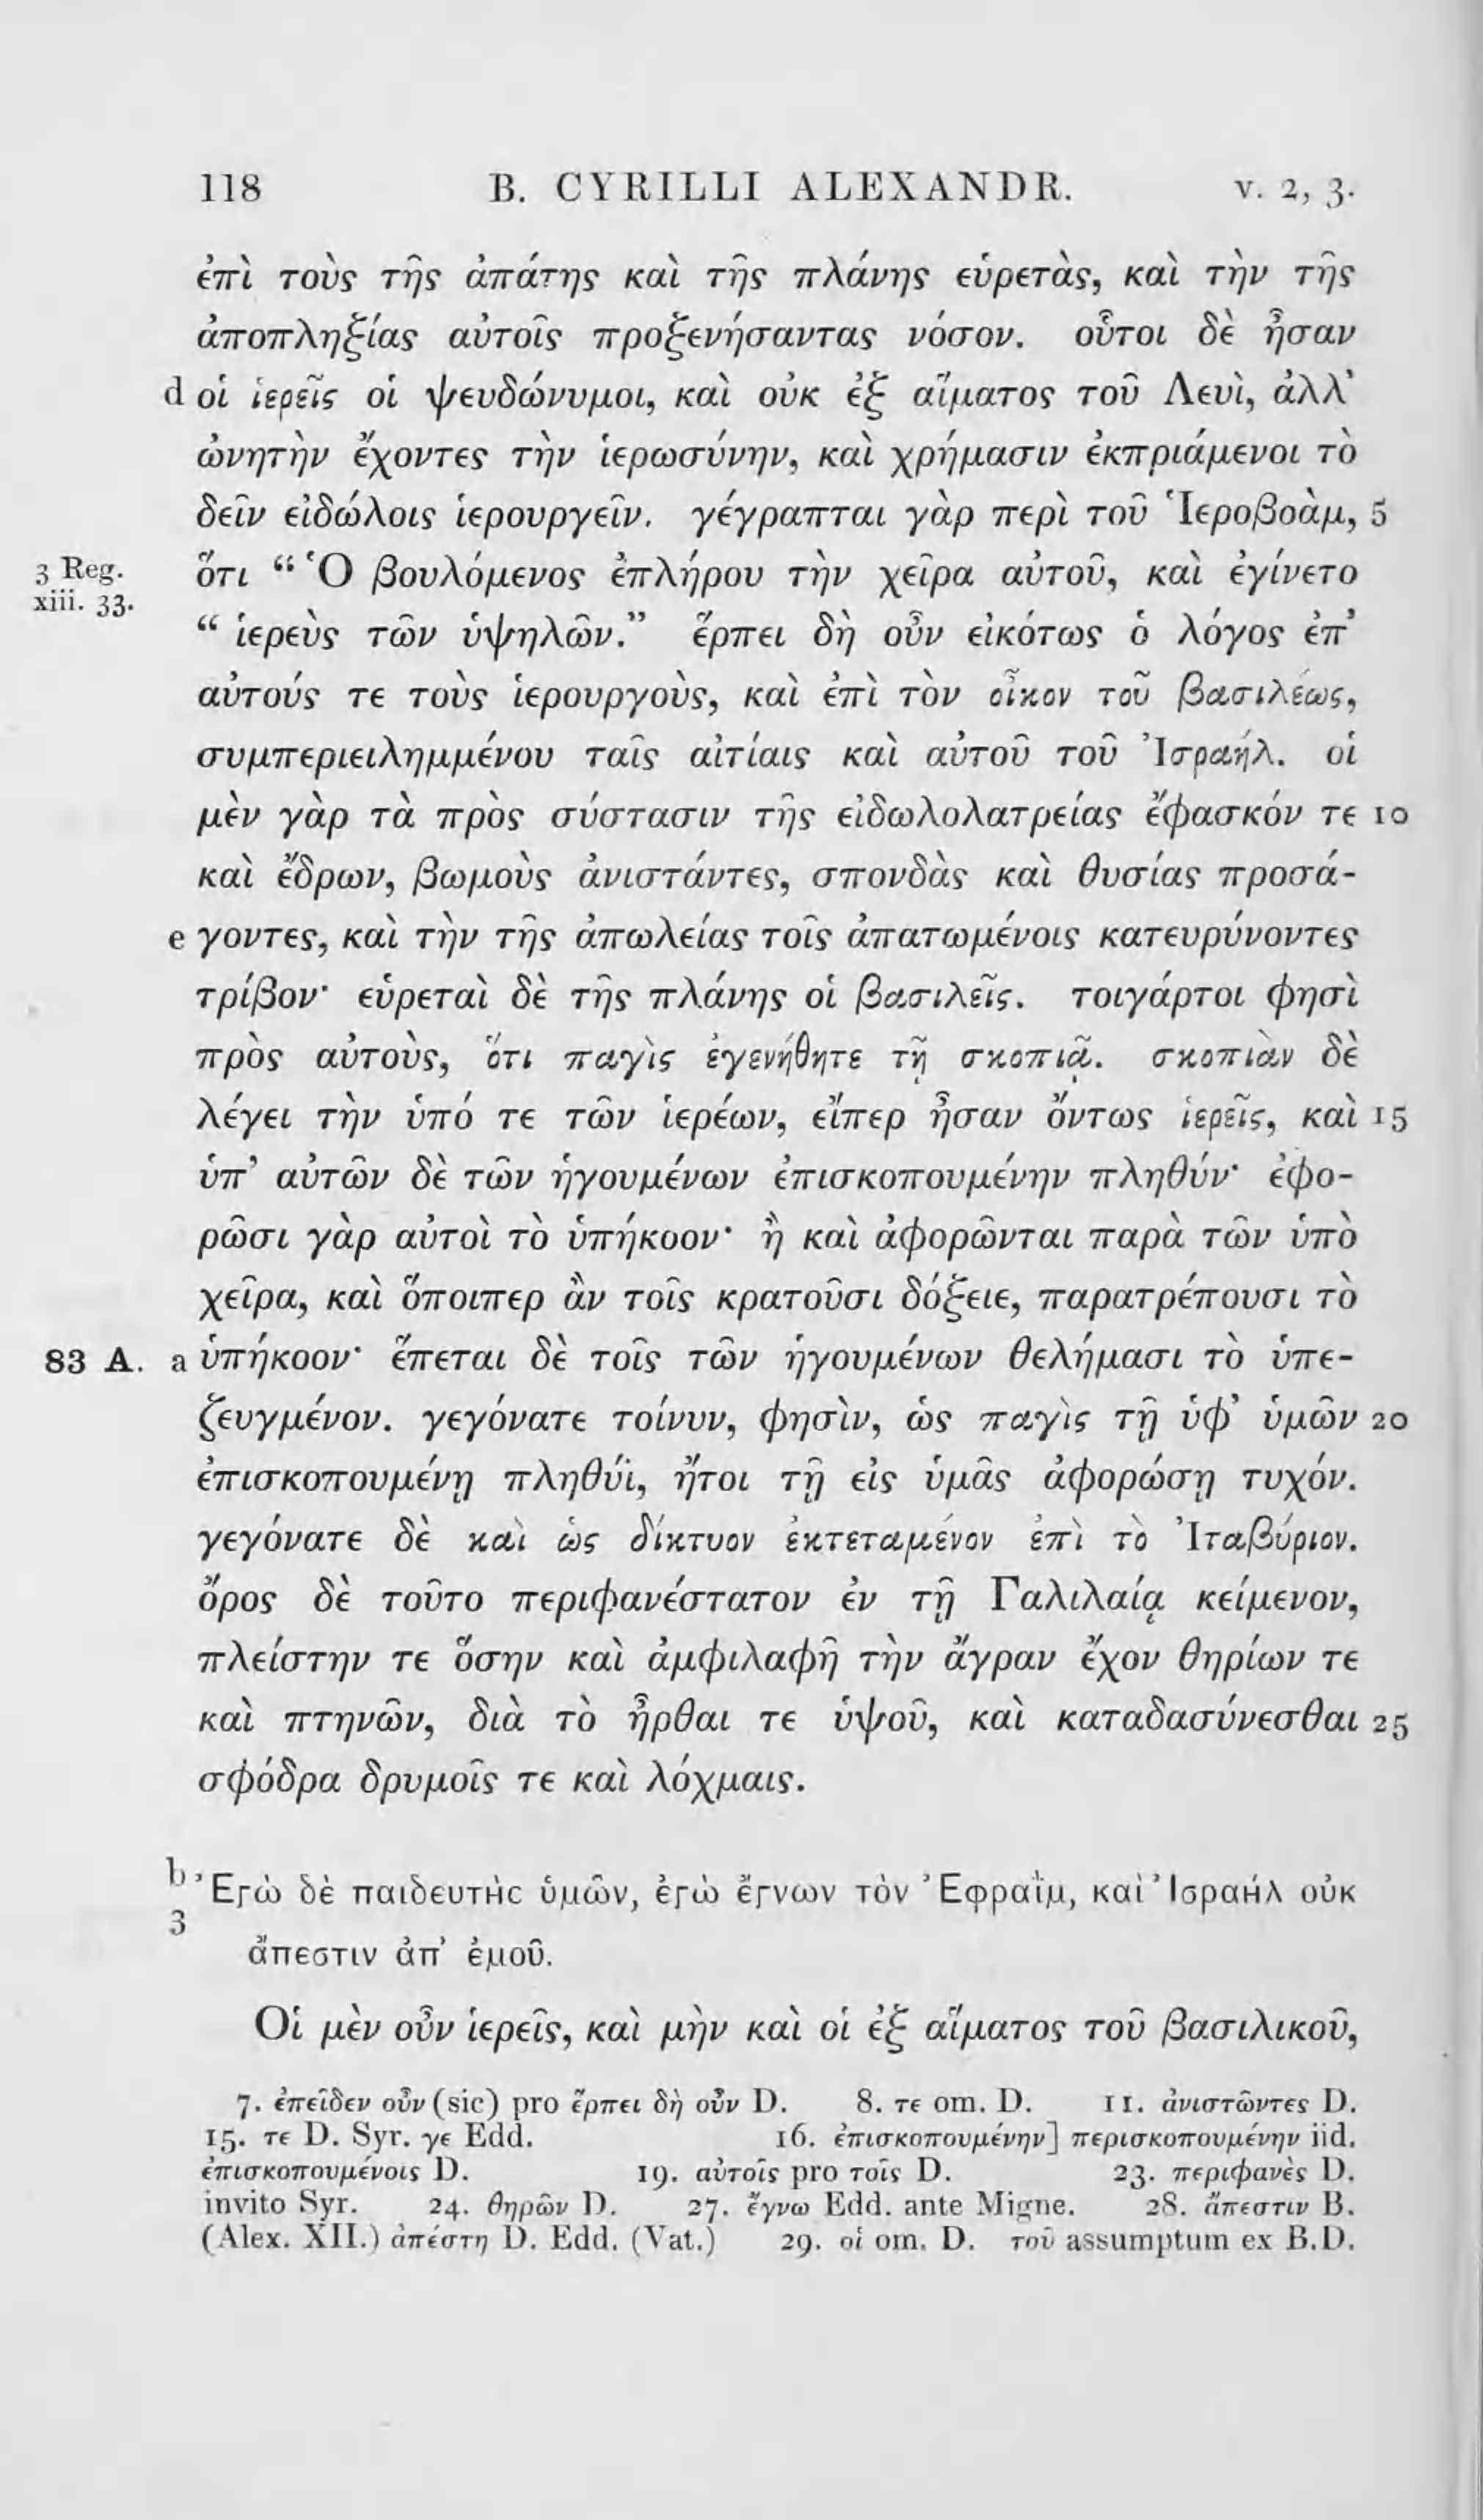 118 B. CYRILLI ALEXANDR. v. 2, 3.
ἐπὶ τοὺς τῆς ἀπάτης καὶ τῆς πλάνης εὑρετὰς, καὶ τὴν τῆς
ἀποπληξίας αὐτοῖς προξενήσαντας νόσον. οὗτοι δὲ ἦσαν
d οἱ ἱερεῖς οἱ ψευδώνυμοι, καὶ οὐκ ἐξ αἵματος τοῦ Λευὶ, ἀλλ’
ὠνητὴν ἔχοντες τὴν ἱερωσύνην, καὶ χρήμασιν ἐκπριάμενοι τὸ
δεῖν εἰδώλοις ἱερουργεῖν. γέγραπται γὰρ περὶ τοῦ Ἱεροβοὰμ, 5
3 Reg. xiii. 33. ὅτι “ Ὁ βουλόμενος ἐπλήρου τὴν χεῖρα αὐτοῦ, καὶ ἐγίνετο
“ ἱερεὺς τῶν ὑψηλῶν.” ἕρπει δὴ οὖν εἰκότως ὁ λόγος ἐπ’
αὐτούς τε τοὺς ἱερουργοὺς, καὶ ἐπὶ τὸν οἶκον τοῦ βασιλέως,
συμπεριειλημμένου ταῖς αἰτίαις καὶ αὐτοῦ τοῦ Ἰσραήλ. οἱ
μὲν γὰρ τὰ πρὸς σύστασιν τῆς εἰδωλολατρείας ἔφασκόν τε 10
καὶ ἔδρων, βωμοὺς ἀνιστάντες, σπονδὰς καὶ θυσίας προσά-
e γοντες, καὶ τὴν τῆς ἀπωλείας τοῖς ἀπατωμένοις κατευρύνοντες
τρίβον· εὑρεταὶ δὲ τῆς πλάνης οἱ βασιλεῖς. τοιγάρτοι φησὶ
πρὸς αὐτοὺς, ὅτι παγὶς ἐγενήθητε τῇ σκοπιᾷ. σκοπιὰν δὲ
λέγει τὴν ὑπό τε τῶν ἱερέων, εἴπερ ἦσαν ὄντως ἱερεῖς, καὶ 15
ὑπ’ αὐτῶν δὲ τῶν ἡγουμένων ἐπισκοπουμένην πληθύν· ἐφο-
ρῶσι γὰρ αὐτοὶ τὸ ὑπήκοον· ἢ καὶ ἀφορῶνται παρὰ τῶν ὑπὸ
χεῖρα, καὶ ὅποιπερ ἂν τοῖς κρατοῦσι δόξειε, παρατρέπουσι τὸ
83 A. a ὑπήκοον· ἕπεται δὲ τοῖς τῶν ἡγουμένων θελήμασι τὸ ὑπε-
ζευγμένον. γεγόνατε τοίνυν, φησὶν, ὡς παγὶς τῇ ὑφ’ ὑμῶν 20
ἐπισκοπουμένῃ πληθύϊ, ἤτοι τῇ εἰς ὑμᾶς ἀφορώσῃ τυχόν.
γεγόνατε δὲ καὶ ὡς δίκτυον ἐκτεταμένον ἐπὶ τὸ Ἰταβύριον.
ὄρος δὲ τοῦτο περιφανέστατον ἐν τῇ Γαλιλαίᾳ κείμενον,
πλείστην τε ὅσην καὶ ἀμφιλαφῆ τὴν ἄγραν ἔχον θηρίων τε
καὶ πτηνῶν, διὰ τὸ ἦρθαι τε ὑψοῦ, καὶ καταδασύνεσθαι 25
σφόδρα δρυμοῖς τε καὶ λόχμαις.
b Ἐγὼ δὲ παιδευτὴς ὑμῶν, ἐγὼ ἔγνων τὸν Ἐφραῒμ, καὶ Ἰσραὴλ οὐκ
3 ἄπεστιν ἀπ’ ἐμοῦ.
Οἱ μὲν οὖν ἱερεῖς, καὶ μὴν καὶ οἱ ἐξ αἵματος τοῦ βασιλικοῦ,
7. ἐπεῖδεν οὖν (sic) pro ἕρπει δὴ οὖν D. 8. τε om. D. 11. ἀνιστῶντες D.
15. τε D. Syr. γε Edd. 16. ἐπισκοπουμένην] περισκοπουμένην iid.
ἐπισκοπουμένοις D. 19. αὐτοῖς pro τοῖς D. 23. περιφανὲς D.
invito Syr. 24. θηρῶν D. 27. ἔγνω Edd. ante Migne. 28. ἄπεστιν B.
(Alex. XII.) ἀπέστη D. Edd. (Vat.) 29. οἱ om. D. τοῦ assumptum ex B.D.